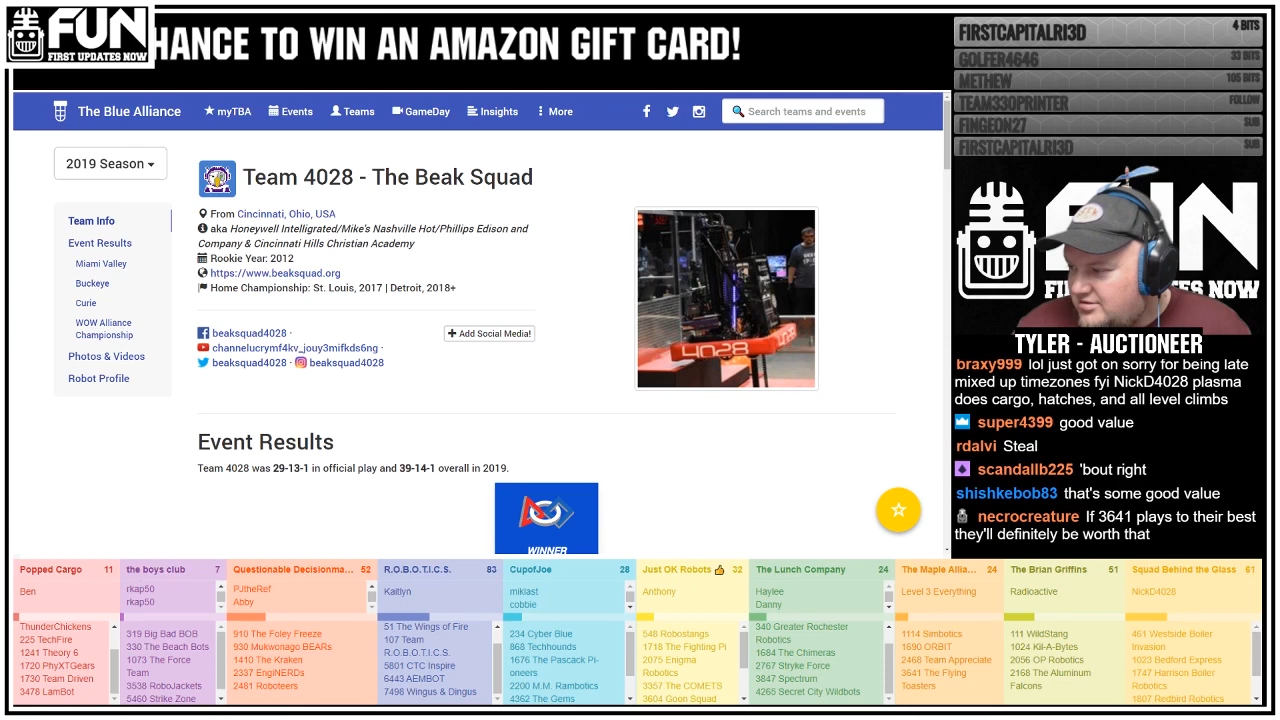 FUN
FIRST UPDATES NOW
HANCE TO WIN AN AMAZON GIFT CARD!
FIRSTCAPITALRI3D 4 BITS
GOLFER4646 33 BITS
METHEW 105 BITS
TEAM330PRINTER FOLLOW
FINGEON27 SUB
FIRSTCAPITALRI3D SUB
The Blue Alliance
myTBA
Events
Teams
GameDay
Insights
More
Search teams and events
2019 Season
Team Info
Event Results
Miami Valley
Buckeye
Curie
WOW Alliance
Championship
Photos & Videos
Robot Profile
Team 4028 - The Beak Squad
From Cincinnati, Ohio, USA
aka Honeywell Intelligrated/Mike's Nashville Hot/Phillips Edison and
Company & Cincinnati Hills Christian Academy
Rookie Year: 2012
https://www.beaksquad.org
Home Championship: St. Louis, 2017 | Detroit, 2018+
beaksquad4028 ·
channelucrymf4kv_jouy3mifkds6ng ·
beaksquad4028 · beaksquad4028
+ Add Social Media!
4028
Event Results
Team 4028 was 29-13-1 in official play and 39-14-1 overall in 2019.
WINNER
TYLER - AUCTIONEER
braxy999 lol just got on sorry for being late
mixed up timezones fyi NickD4028 plasma
does cargo, hatches, and all level climbs
super4399 good value
rdalvi Steal
scandallb225 'bout right
shishkebob83 that's some good value
necrocreature If 3641 plays to their best
they'll definitely be worth that
Popped Cargo 11
Ben
ThunderChickens
225 TechFire
1241 Theory 6
1720 PhyXTGears
1730 Team Driven
3478 LamBot
the boys club 7
rkap50
rkap50
319 Big Bad BOB
330 The Beach Bots
1073 The Force
Team
3538 RoboJackets
5460 Strike Zone
Questionable Decisionma... 52
PJtheRef
Abby
910 The Foley Freeze
930 Mukwonago BEARs
1410 The Kraken
2337 EngiNERDs
2481 Roboteers
R.O.B.O.T.I.C.S. 83
Kaitlyn
51 The Wings of Fire
107 Team
R.O.B.O.T.I.C.S.
5801 CTC Inspire
6443 AEMBOT
7498 Wingus & Dingus
CupofJoe 28
miklast
cobbie
234 Cyber Blue
868 Techhounds
1676 The Pascack Pi-
oneers
2200 M.M. Rambotics
4362 The Gems
Just OK Robots 32
Anthony
548 Robostangs
1718 The Fighting Pi
2075 Enigma
Robotics
3357 The COMETS
3604 Goon Squad
The Lunch Company 24
Haylee
Danny
340 Greater Rochester
Robotics
1684 The Chimeras
2767 Stryke Force
3847 Spectrum
4265 Secret City Wildbots
The Maple Allia... 24
Level 3 Everything
1114 Simbotics
1690 ORBIT
2468 Team Appreciate
3641 The Flying
Toasters
The Brian Griffins 51
Radioactive
111 WildStang
1024 Kil-A-Bytes
2056 OP Robotics
2168 The Aluminum
Falcons
Squad Behind the Glass 61
NickD4028
461 Westside Boiler
Invasion
1023 Bedford Express
1747 Harrison Boiler
Robotics
1807 Redbird Robotics